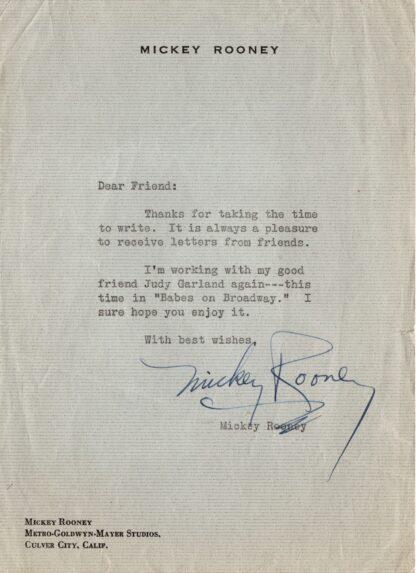 MICKEY ROONEY
Dear Friend:
Thanks for taking the time
to write. It is always a pleasure
to receive letters from friends.
I'm working with my good
friend Judy Garland again---this
time in "Babes on Broadway." I
sure hope you enjoy it.
With best wishes,
Mickey Rooney
Mickey Rooney
MICKEY ROONEY
METRO-GOLDWYN-MAYER STUDIOS,
CULVER CITY, CALIF.